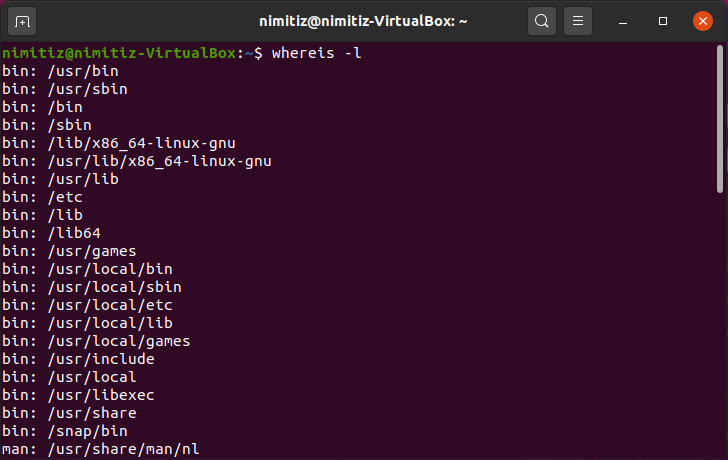 nimitiz@nimitiz-VirtualBox: ~
nimitiz@nimitiz-VirtualBox:~$ whereis -l
bin: /usr/bin
bin: /usr/sbin
bin: /bin
bin: /sbin
bin: /lib/x86_64-linux-gnu
bin: /usr/lib/x86_64-linux-gnu
bin: /usr/lib
bin: /etc
bin: /lib
bin: /lib64
bin: /usr/games
bin: /usr/local/bin
bin: /usr/local/sbin
bin: /usr/local/etc
bin: /usr/local/lib
bin: /usr/local/games
bin: /usr/include
bin: /usr/local
bin: /usr/libexec
bin: /usr/share
bin: /snap/bin
man: /usr/share/man/nl